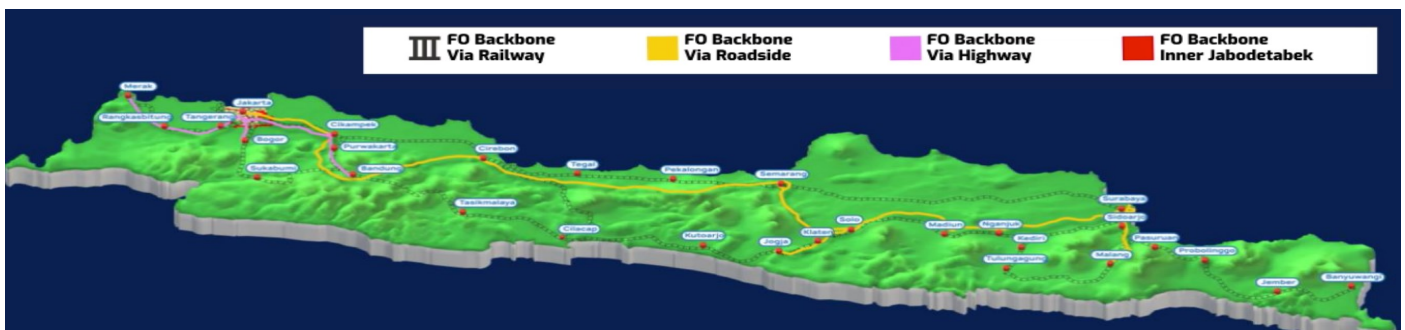 FO Backbone
Via Railway
FO Backbone
Via Roadside
FO Backbone
Via Highway
FO Backbone
Inner Jabodetabek
Merak
Jakarta
Rangkasbitung
Tangerang
Cikampek
Bogor
Purwakarta
Cirebon
Sukabumi
Bandung
Tegal
Pekalongan
Semarang
Tasikmalaya
Surabaya
Cilacap
Kutoarjo
Jogja
Klaten
Solo
Madiun
Nganjuk
Sidoarjo
Kediri
Pasuruan
Tulungagung
Malang
Probolinggo
Jember
Banyuwangi